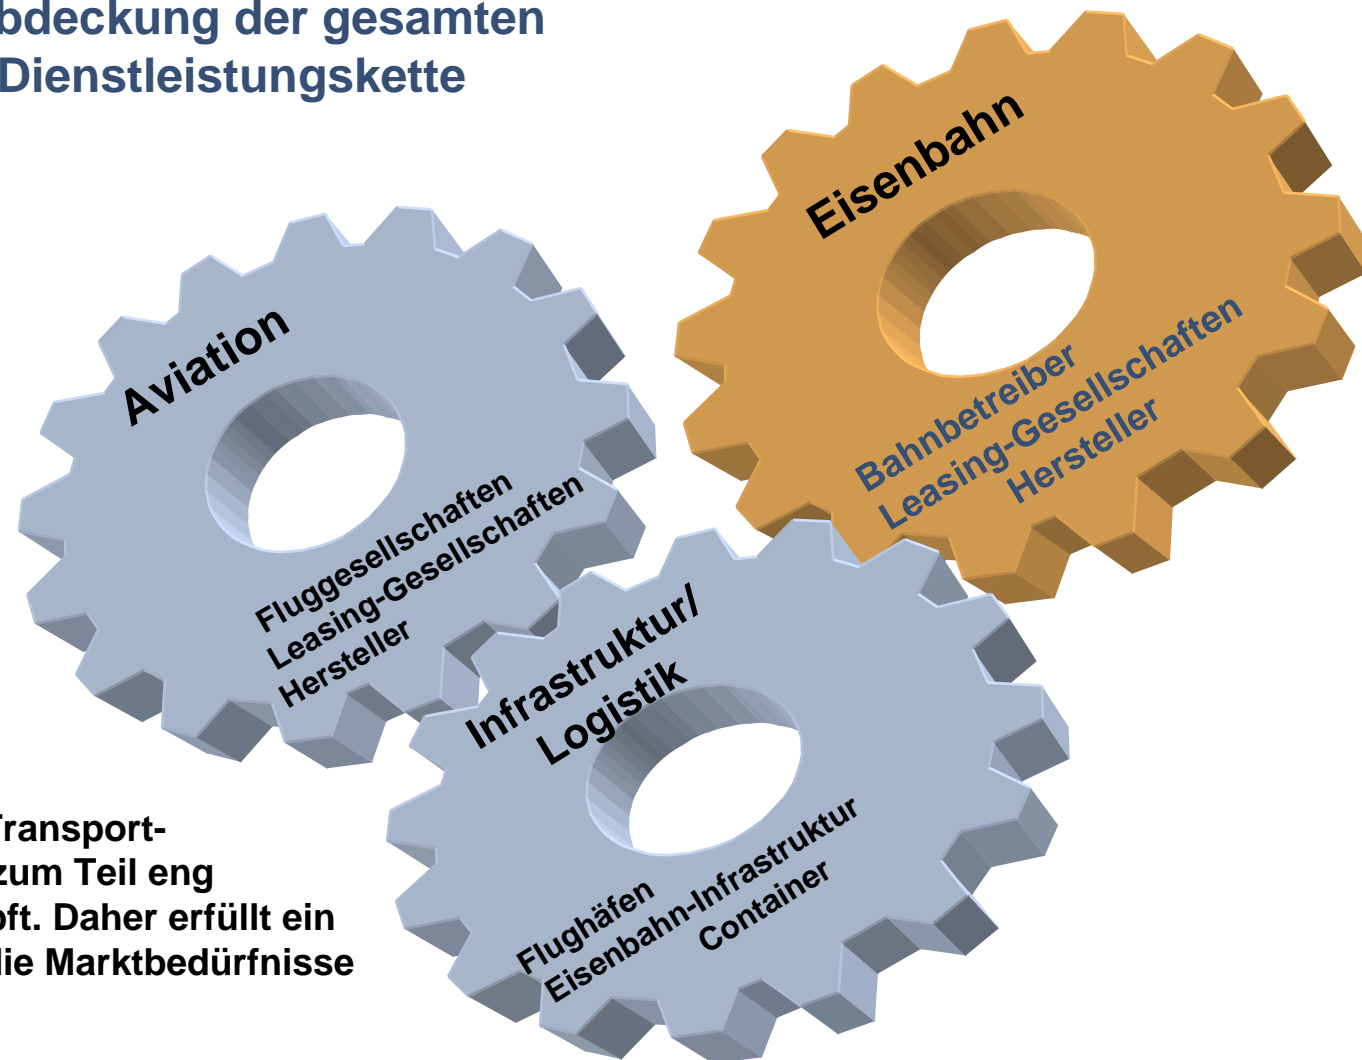 bdeckung der gesamten
Dienstleistungskette
Eisenbahn
Bahnbetreiber
Leasing-Gesellschaften
Hersteller
Aviation
Fluggesellschaften
Leasing-Gesellschaften
Hersteller
Infrastruktur/
Logistik
Flughäfen
Eisenbahn-Infrastruktur
Container
Transport-
zum Teil eng
pft. Daher erfüllt ein
die Marktbedürfnisse